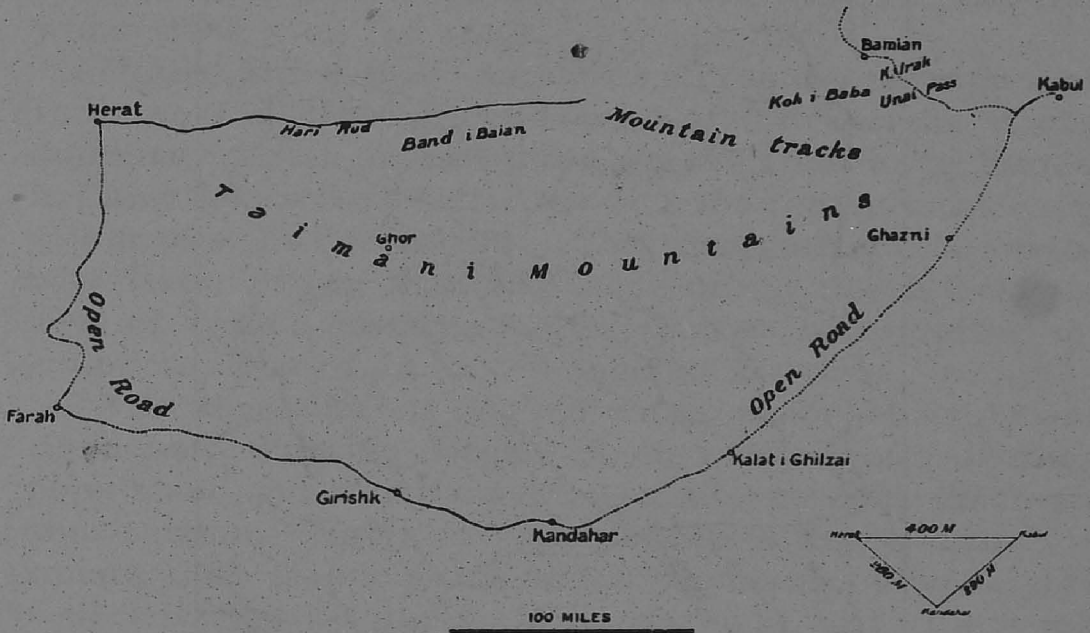 Bamian
K.Urak
Koh i Baba Unai Pass
Kabul
Herat
Hari Rud
Band i Baian
Mountain tracks
Taimani Mountains
Ghor
Ghazni
Open Road
Open Road
Farah
Kalat i Ghilzai
Girishk
Kandahar
Herat 400 M Kabul
Kandahar
100 MILES